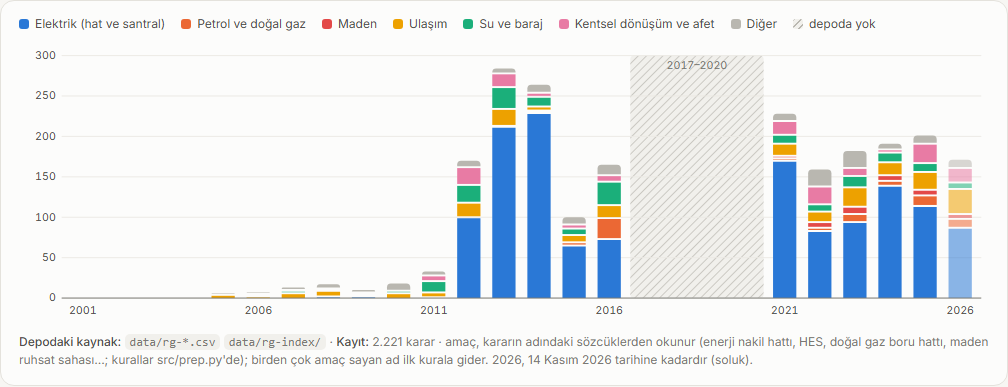 Elektrik (hat ve santral) Petrol ve doğal gaz Maden Ulaşım Su ve baraj Kentsel dönüşüm ve afet Diğer depoda yok
300
2017–2020
250
200
150
100
50
0
2001 2006 2011 2016 2021 2026
Depodaki kaynak: data/rg-*.csv data/rg-index/ · Kayıt: 2.221 karar · amaç, kararın adındaki sözcüklerden okunur (enerji nakil hattı, HES, doğal gaz boru hattı, maden
ruhsat sahası…; kurallar src/prep.py'de); birden çok amaç sayan ad ilk kurala gider. 2026, 14 Kasım 2026 tarihine kadardır (soluk).